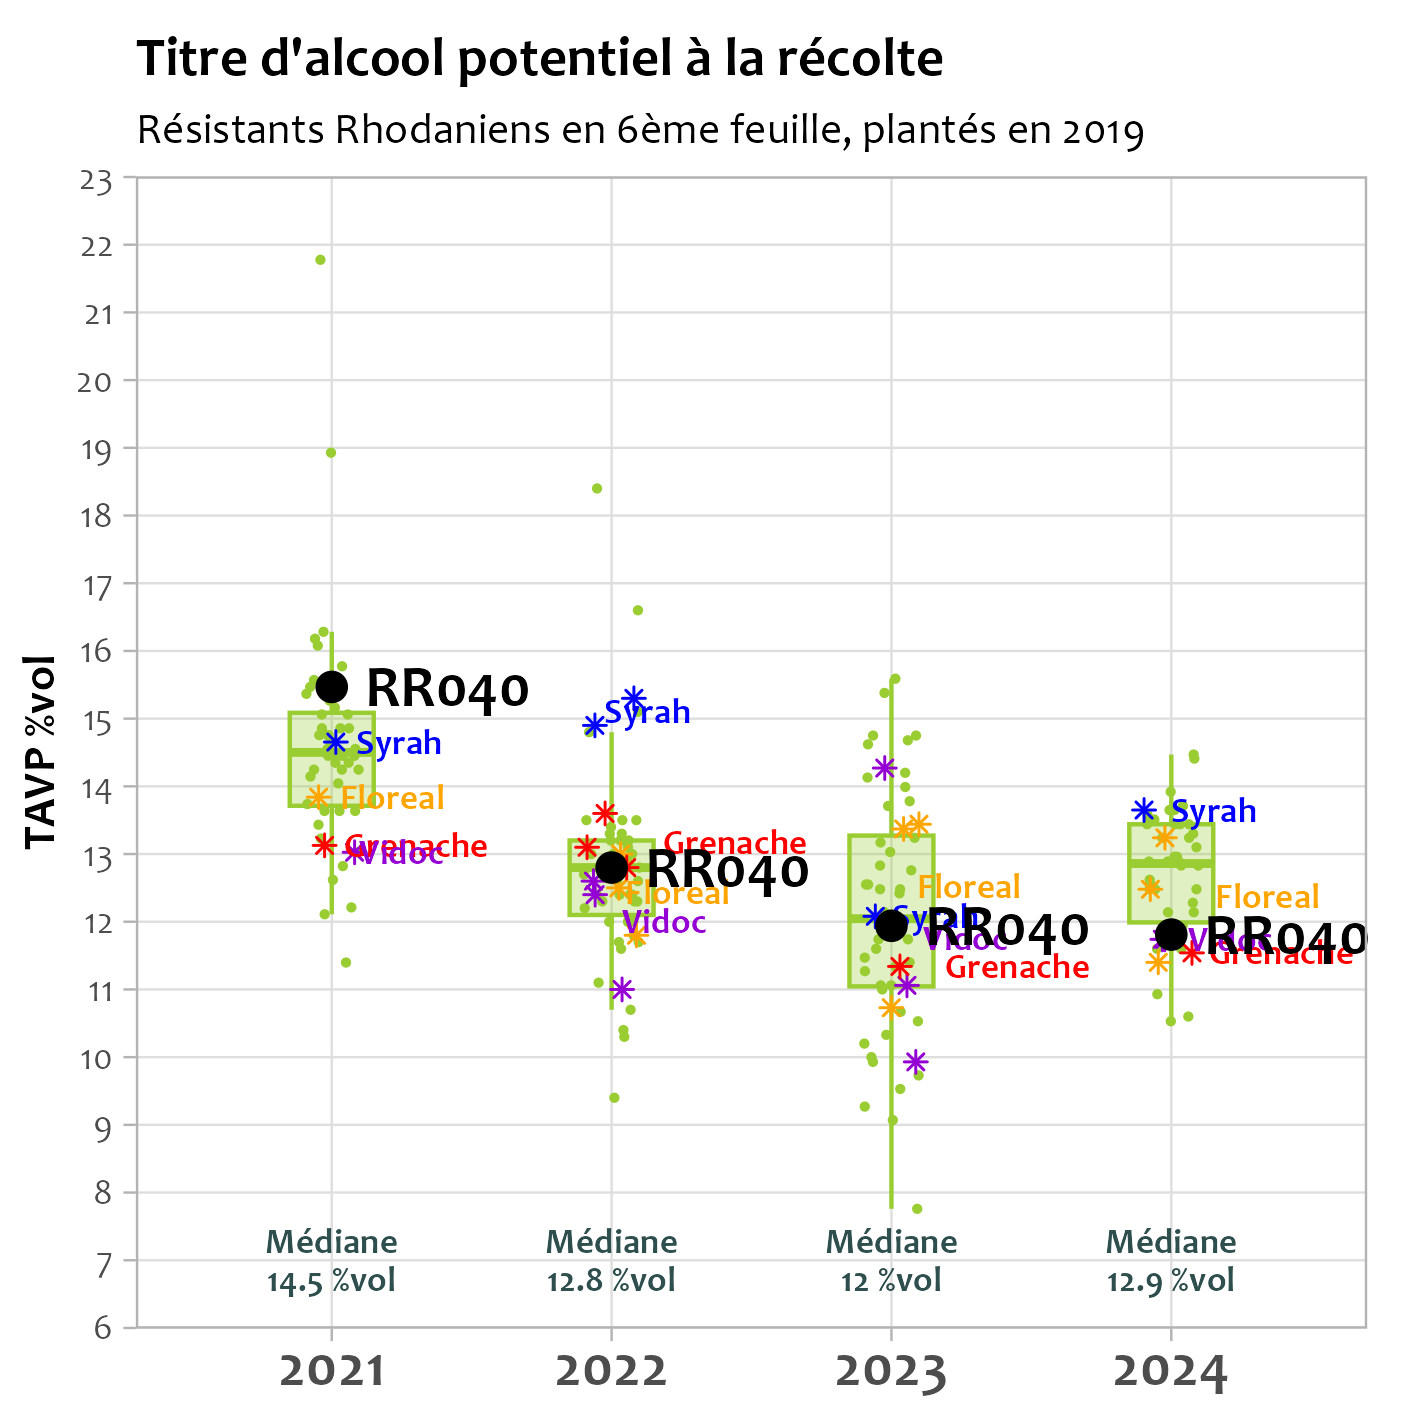 Titre d'alcool potentiel à la récolte
Résistants Rhodaniens en 6ème feuille, plantés en 2019
TAVP %vol
23
22
21
20
19
18
17
16
15
14
13
12
11
10
9
8
7
6
RR040
Syrah
Floreal
Grenache
Vidoc
Syrah
Grenache
RR040
Floreal
Vidoc
Floreal
Syrah
RR040
Vidoc
Grenache
Syrah
Floreal
RR040
Vidoc
Grenache
Médiane
14.5 %vol
Médiane
12.8 %vol
Médiane
12 %vol
Médiane
12.9 %vol
2021
2022
2023
2024